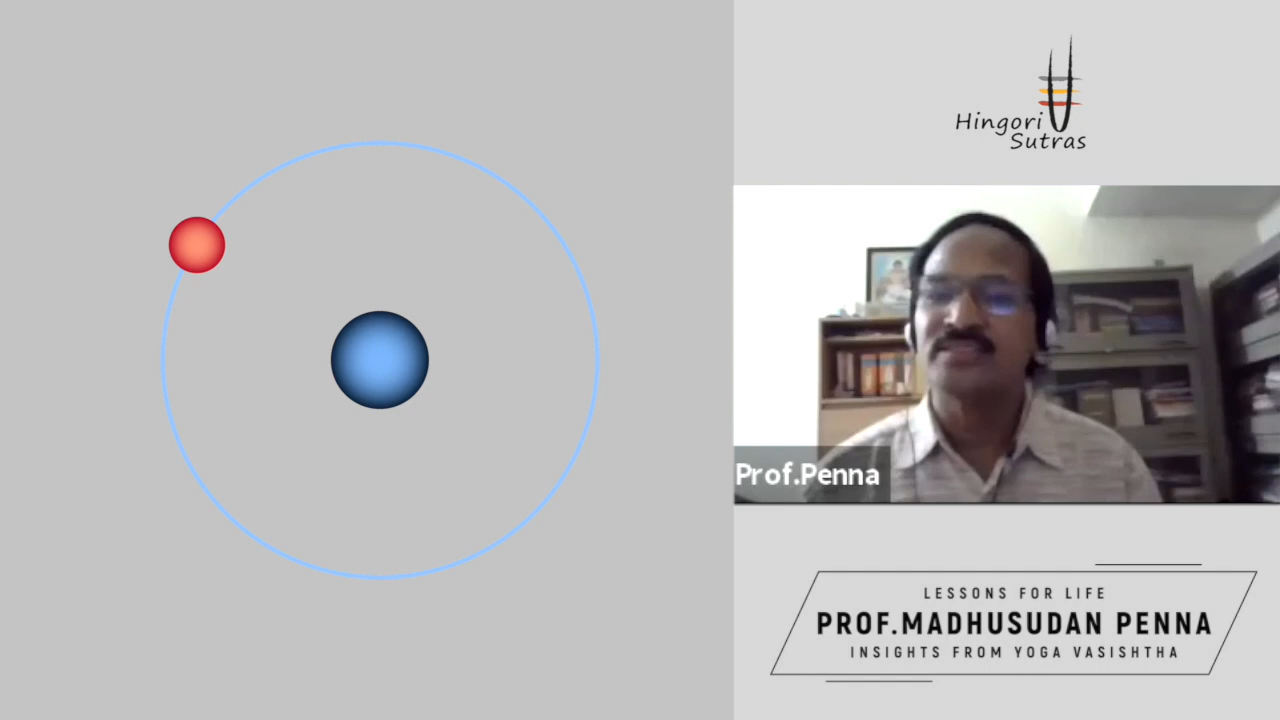 Hingori
Sutras
Prof.Penna
LESSONS FOR LIFE
PROF.MADHUSUDAN PENNA
INSIGHTS FROM YOGA VASISHTHA